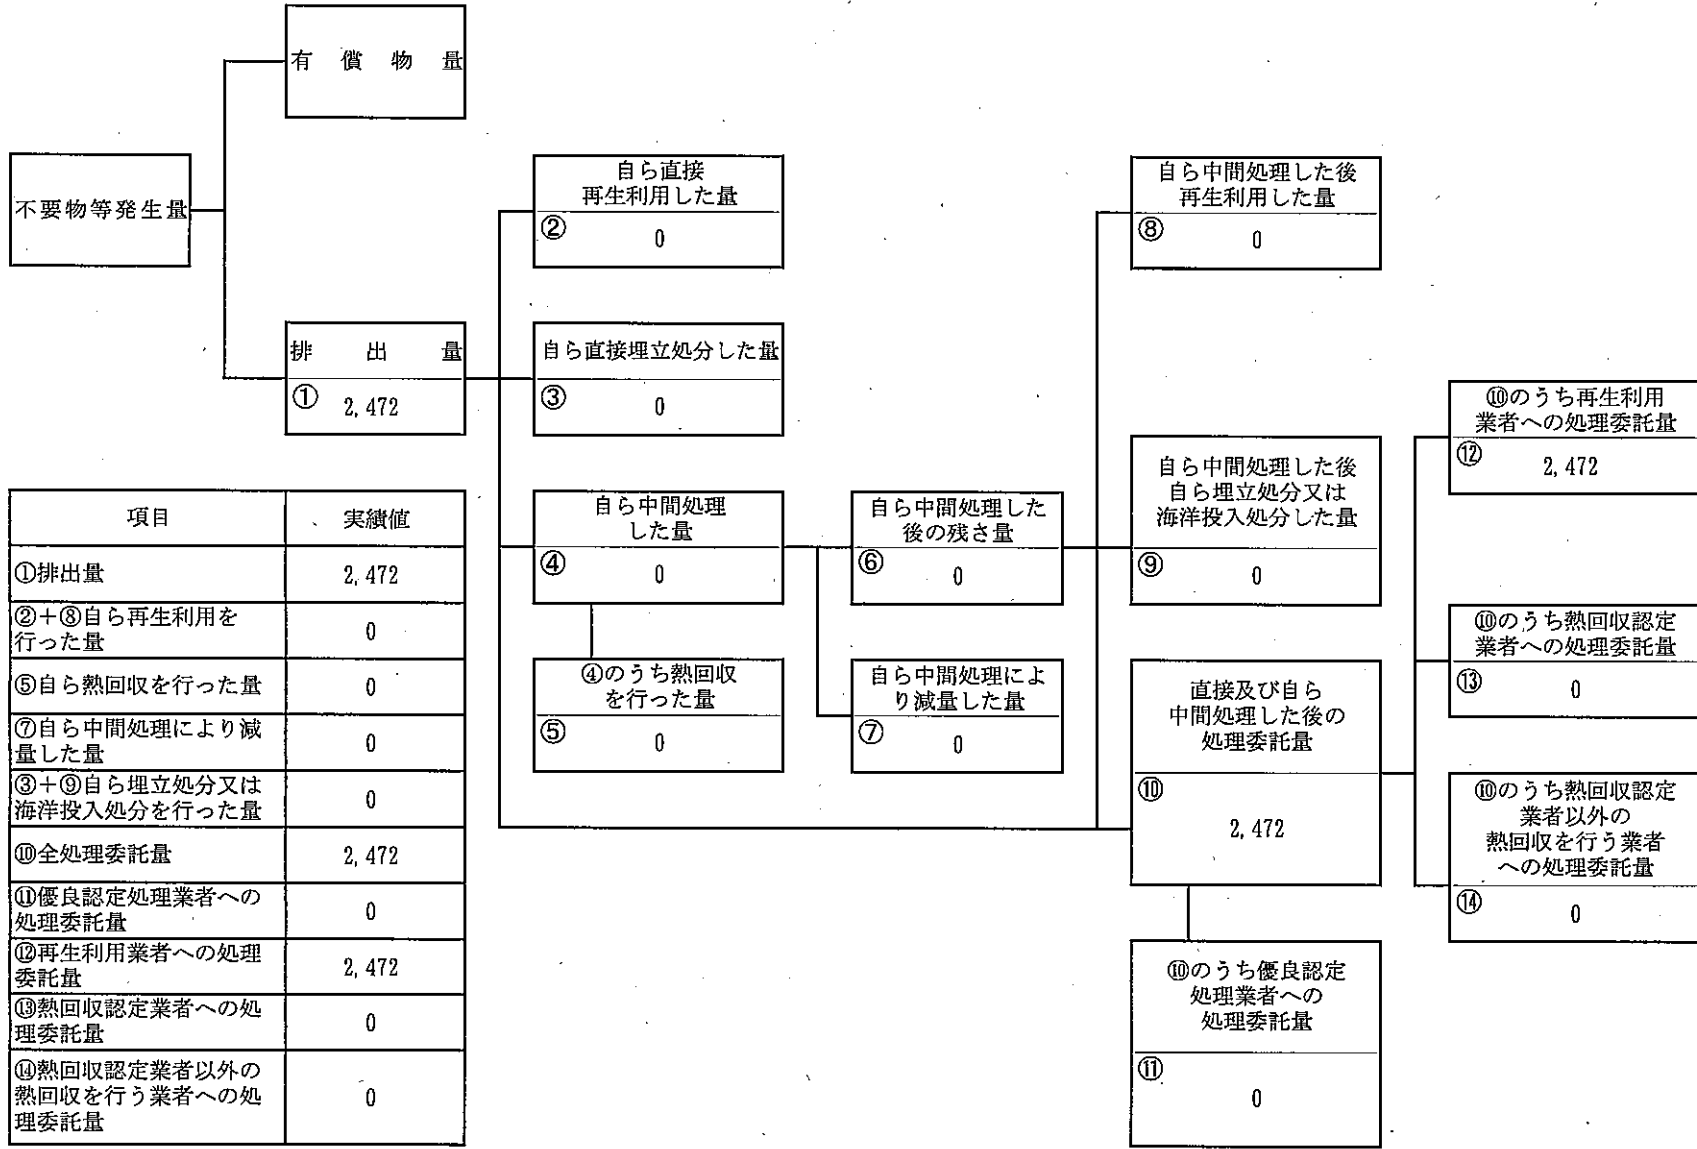 有償物量
不要物等発生量
排出量
① 2,472
自ら直接
再生利用した量
② 0
自ら直接埋立処分した量
③ 0
自ら中間処理
した量
④ 0
④のうち熱回収
を行った量
⑤ 0
自ら中間処理した
後の残さ量
⑥ 0
自ら中間処理によ
り減量した量
⑦ 0
自ら中間処理した後
再生利用した量
⑧ 0
自ら中間処理した後
自ら埋立処分又は
海洋投入処分した量
⑨ 0
直接及び自ら
中間処理した後の
処理委託量
⑩
2,472
⑩のうち優良認定
処理業者への
処理委託量
⑪
0
⑩のうち再生利用
業者への処理委託量
⑫ 2,472
⑩のうち熱回収認定
業者への処理委託量
⑬ 0
⑩のうち熱回収認定
業者以外の
熱回収を行う業者
への処理委託量
⑭ 0
項目 実績値
①排出量 2,472
②+⑧自ら再生利用を
行った量 0
⑤自ら熱回収を行った量 0
⑦自ら中間処理により減
量した量 0
③+⑨自ら埋立処分又は
海洋投入処分を行った量 0
⑩全処理委託量 2,472
⑪優良認定処理業者への
処理委託量 0
⑫再生利用業者への処理
委託量 2,472
⑬熱回収認定業者への処
理委託量 0
⑭熱回収認定業者以外の
熱回収を行う業者への処
理委託量 0